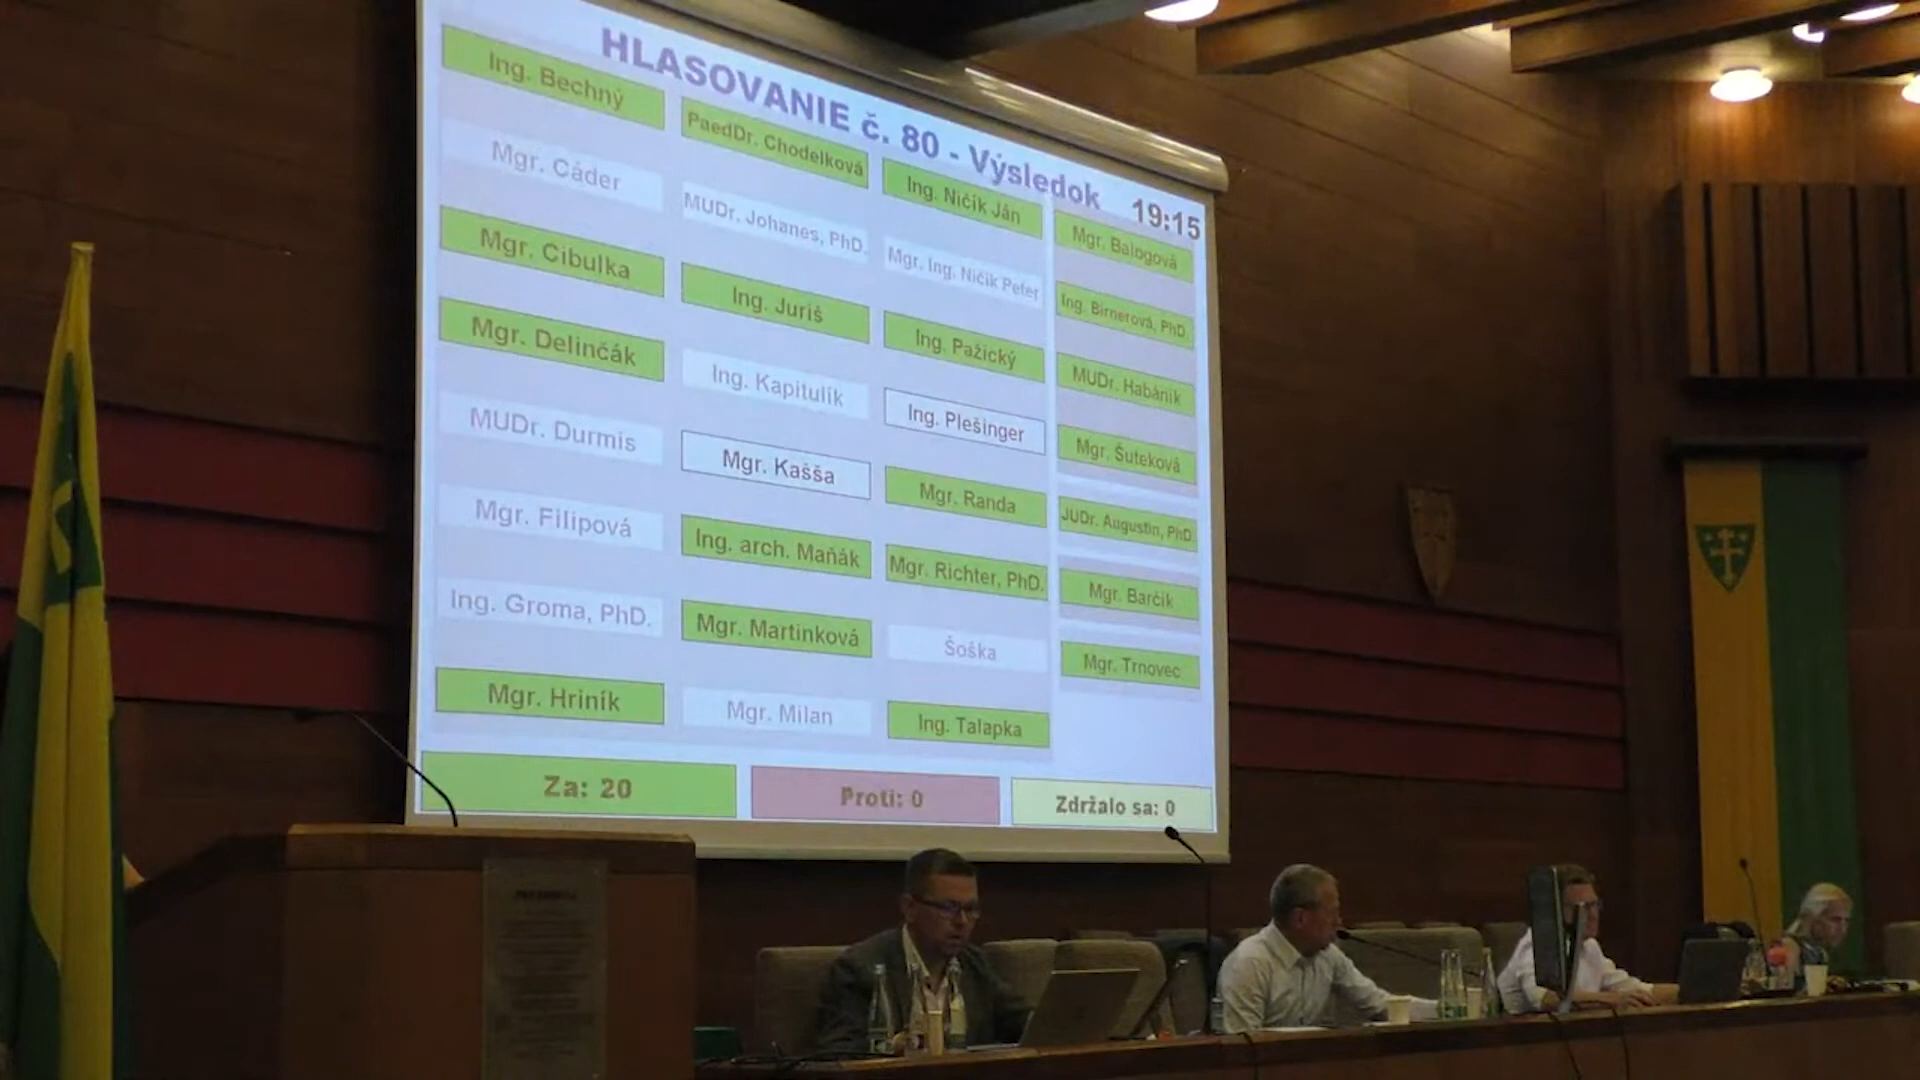 HLASOVANIE č. 80 - Výsledok 19:15
Ing. Bechný
Mgr. Cáder
Mgr. Cibulka
Mgr. Delinčák
MUDr. Durmis
Mgr. Filipová
Ing. Groma, PhD.
Mgr. Hriník
PaedDr. Chodelková
MUDr. Johanes, PhD.
Ing. Juriš
Ing. Kapitulík
Mgr. Kašša
Ing. arch. Maňák
Mgr. Martinková
Mgr. Milan
Ing. Ničík Ján
Mgr. Ing. Ničík Peter
Ing. Pažický
Ing. Plešinger
Mgr. Randa
Mgr. Richter, PhD.
Šoška
Ing. Talapka
Mgr. Balogová
Ing. Birnerová, PhD.
MUDr. Habánik
Mgr. Šuteková
JUDr. Augustín, PhD.
Mgr. Barčík
Mgr. Trnovec
Za: 20
Proti: 0
Zdržalo sa: 0